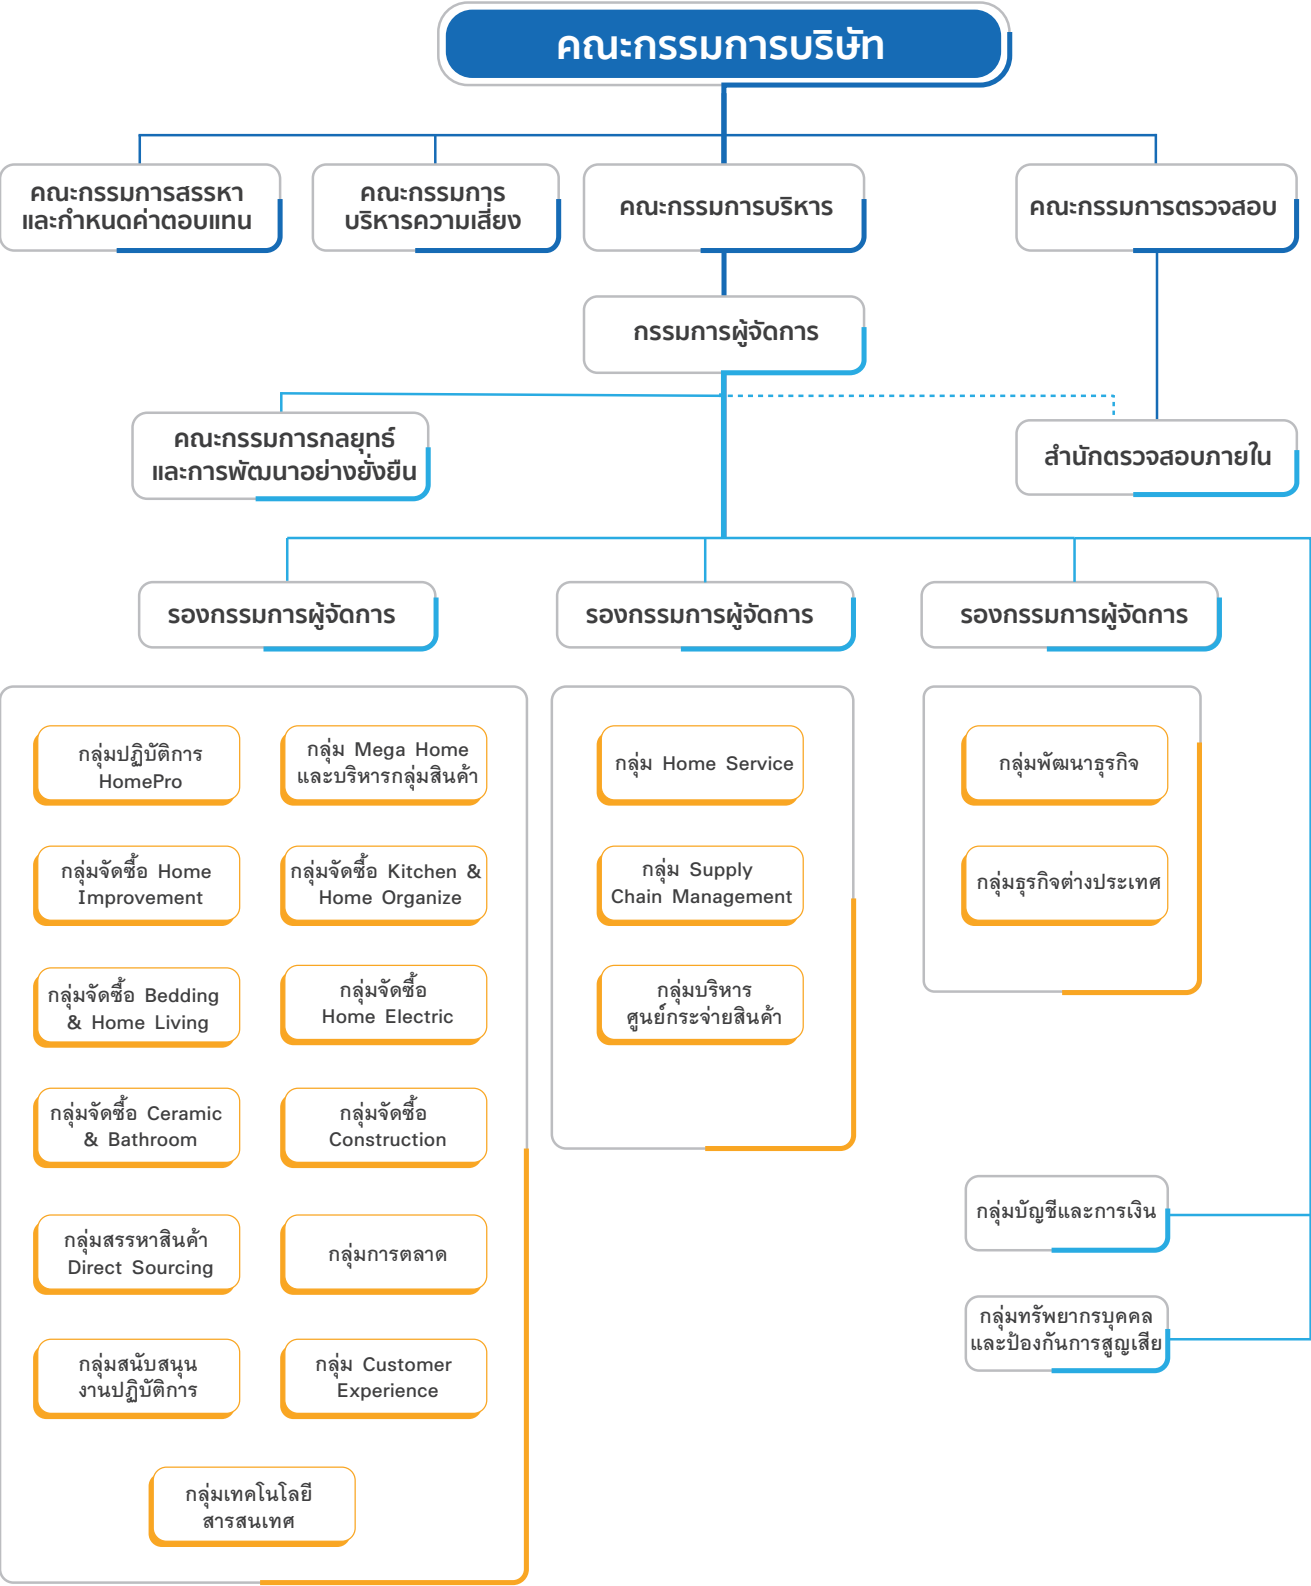 คณะกรรมการบริษัท
คณะกรรมการสรรหา
และกำหนดค่าตอบแทน
คณะกรรมการ
บริหารความเสี่ยง
คณะกรรมการบริหาร
คณะกรรมการตรวจสอบ
กรรมการผู้จัดการ
คณะกรรมการกลยุทธ์
และการพัฒนาอย่างยั่งยืน
สำนักตรวจสอบภายใน
รองกรรมการผู้จัดการ
รองกรรมการผู้จัดการ
รองกรรมการผู้จัดการ
กลุ่มปฏิบัติการ
HomePro
กลุ่ม Mega Home
และบริหารกลุ่มสินค้า
กลุ่มจัดซื้อ Home
Improvement
กลุ่มจัดซื้อ Kitchen &
Home Organize
กลุ่มจัดซื้อ Bedding
& Home Living
กลุ่มจัดซื้อ
Home Electric
กลุ่มจัดซื้อ Ceramic
& Bathroom
กลุ่มจัดซื้อ
Construction
กลุ่มสรรหาสินค้า
Direct Sourcing
กลุ่มการตลาด
กลุ่มสนับสนุน
งานปฏิบัติการ
กลุ่ม Customer
Experience
กลุ่มเทคโนโลยี
สารสนเทศ
กลุ่ม Home Service
กลุ่ม Supply
Chain Management
กลุ่มบริหาร
ศูนย์กระจ่ายสินค้า
กลุ่มพัฒนาธุรกิจ
กลุ่มธุรกิจต่างประเทศ
กลุ่มบัญชีและการเงิน
กลุ่มทรัพยากรบุคคล
และป้องกันการสูญเสีย